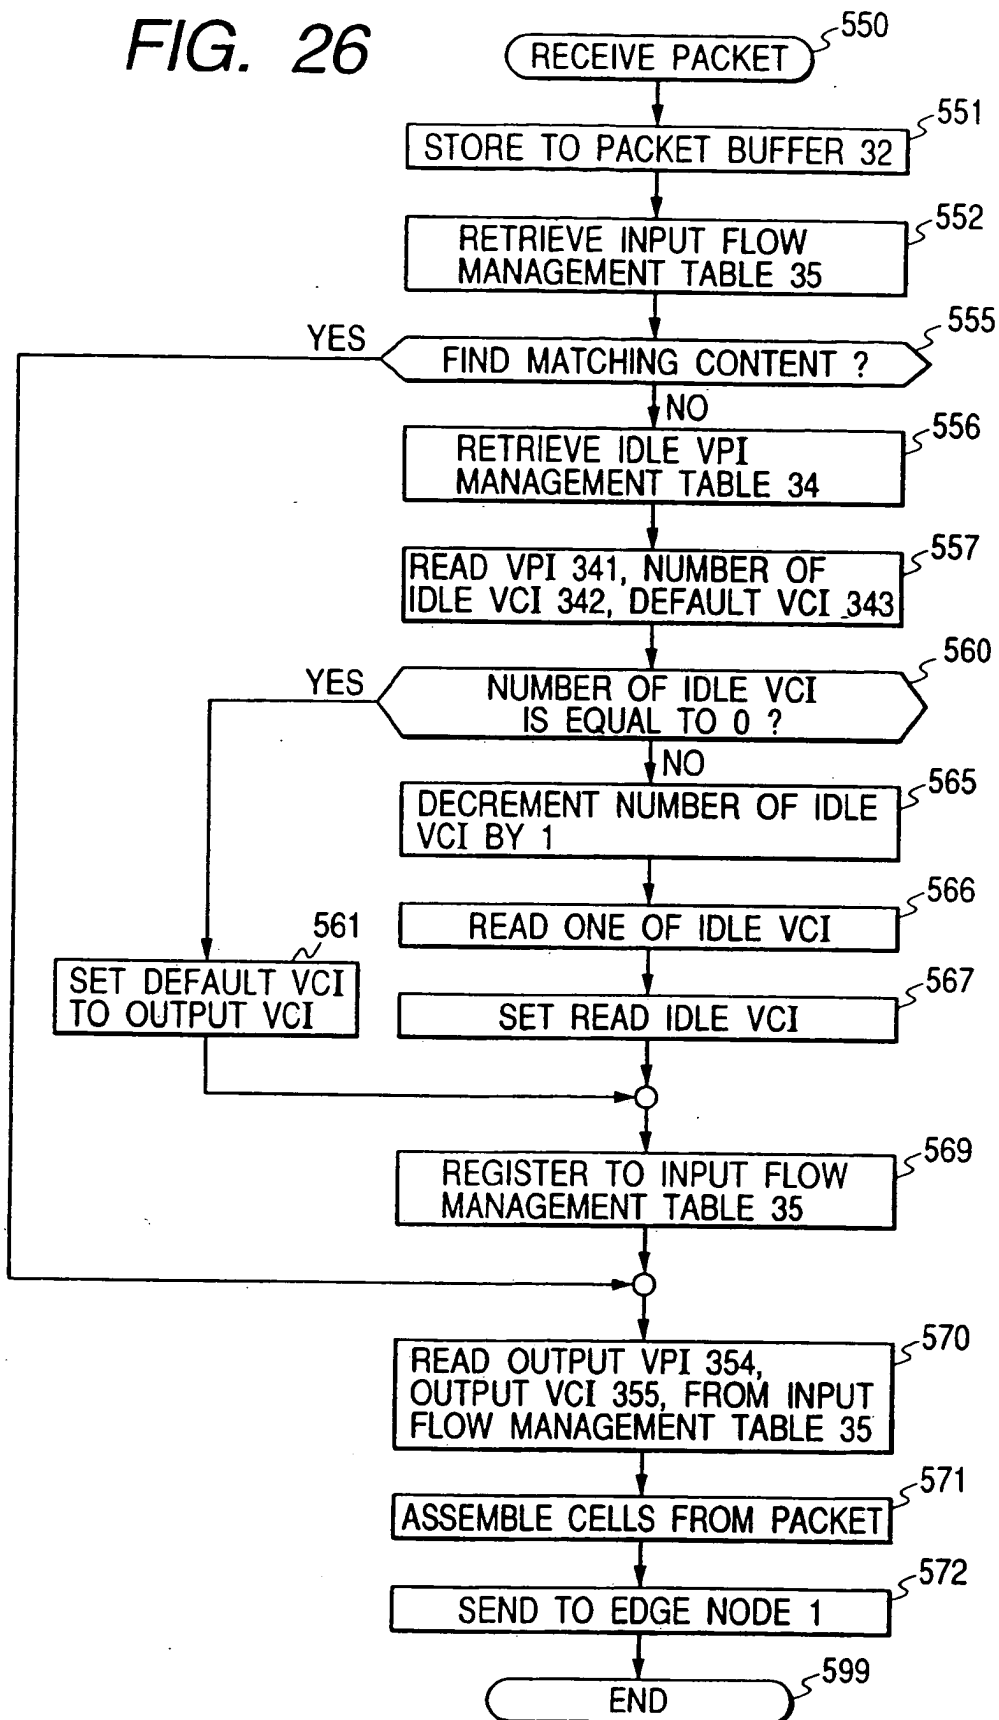 FIG. 26
RECEIVE PACKET
550
STORE TO PACKET BUFFER 32
551
RETRIEVE INPUT FLOW
MANAGEMENT TABLE 35
552
YES
FIND MATCHING CONTENT ?
555
NO
RETRIEVE IDLE VPI
MANAGEMENT TABLE 34
556
READ VPI 341, NUMBER OF
IDLE VCI 342, DEFAULT VCI 343
557
YES
NUMBER OF IDLE VCI
IS EQUAL TO 0 ?
560
NO
DECREMENT NUMBER OF IDLE
VCI BY 1
565
READ ONE OF IDLE VCI
566
561
SET DEFAULT VCI
TO OUTPUT VCI
SET READ IDLE VCI
567
REGISTER TO INPUT FLOW
MANAGEMENT TABLE 35
569
READ OUTPUT VPI 354,
OUTPUT VCI 355, FROM INPUT
FLOW MANAGEMENT TABLE 35
570
ASSEMBLE CELLS FROM PACKET
571
SEND TO EDGE NODE 1
572
END
599